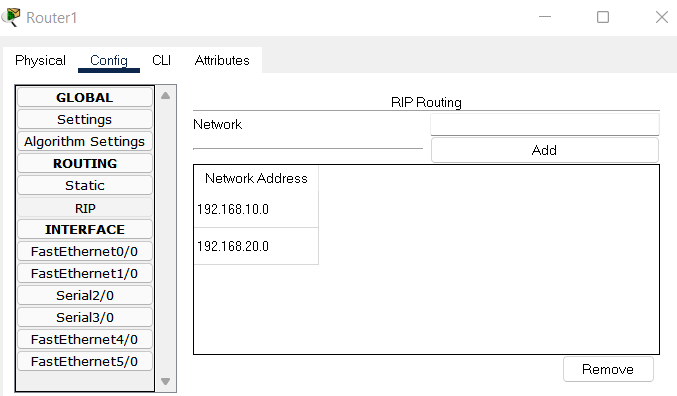 Router1
Physical Config CLI Attributes
GLOBAL
Settings
Algorithm Settings
ROUTING
Static
RIP
INTERFACE
FastEthernet0/0
FastEthernet1/0
Serial2/0
Serial3/0
FastEthernet4/0
FastEthernet5/0
RIP Routing
Network
Add
Network Address
192.168.10.0
192.168.20.0
Remove